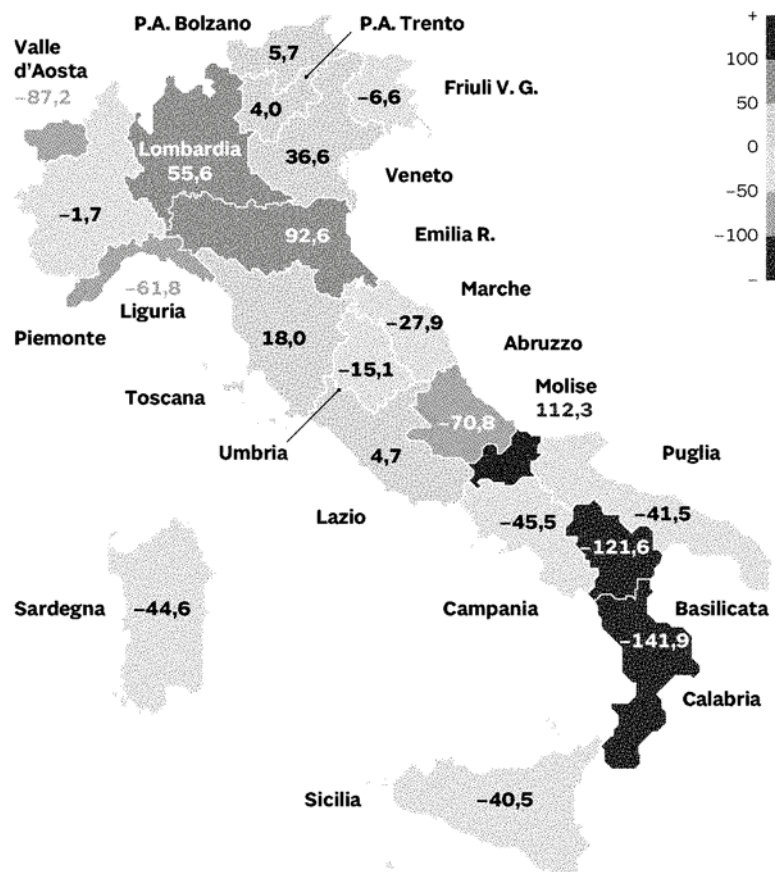 P.A. Bolzano
P.A. Trento
+
Valle
d’Aosta
–87,2
5,7
Friuli V. G.
4,0
–6,6
100
50
0
–50
–100
–
Lombardia
55,6
36,6
Veneto
–1,7
92,6
Emilia R.
–61,8
Liguria
Piemonte
Marche
–27,9
18,0
Abruzzo
–15,1
Molise
112,3
Toscana
–70,8
Umbria
4,7
Puglia
Lazio
–45,5
–41,5
–121,6
Sardegna
–44,6
Campania
Basilicata
–141,9
Calabria
Sicilia
–40,5